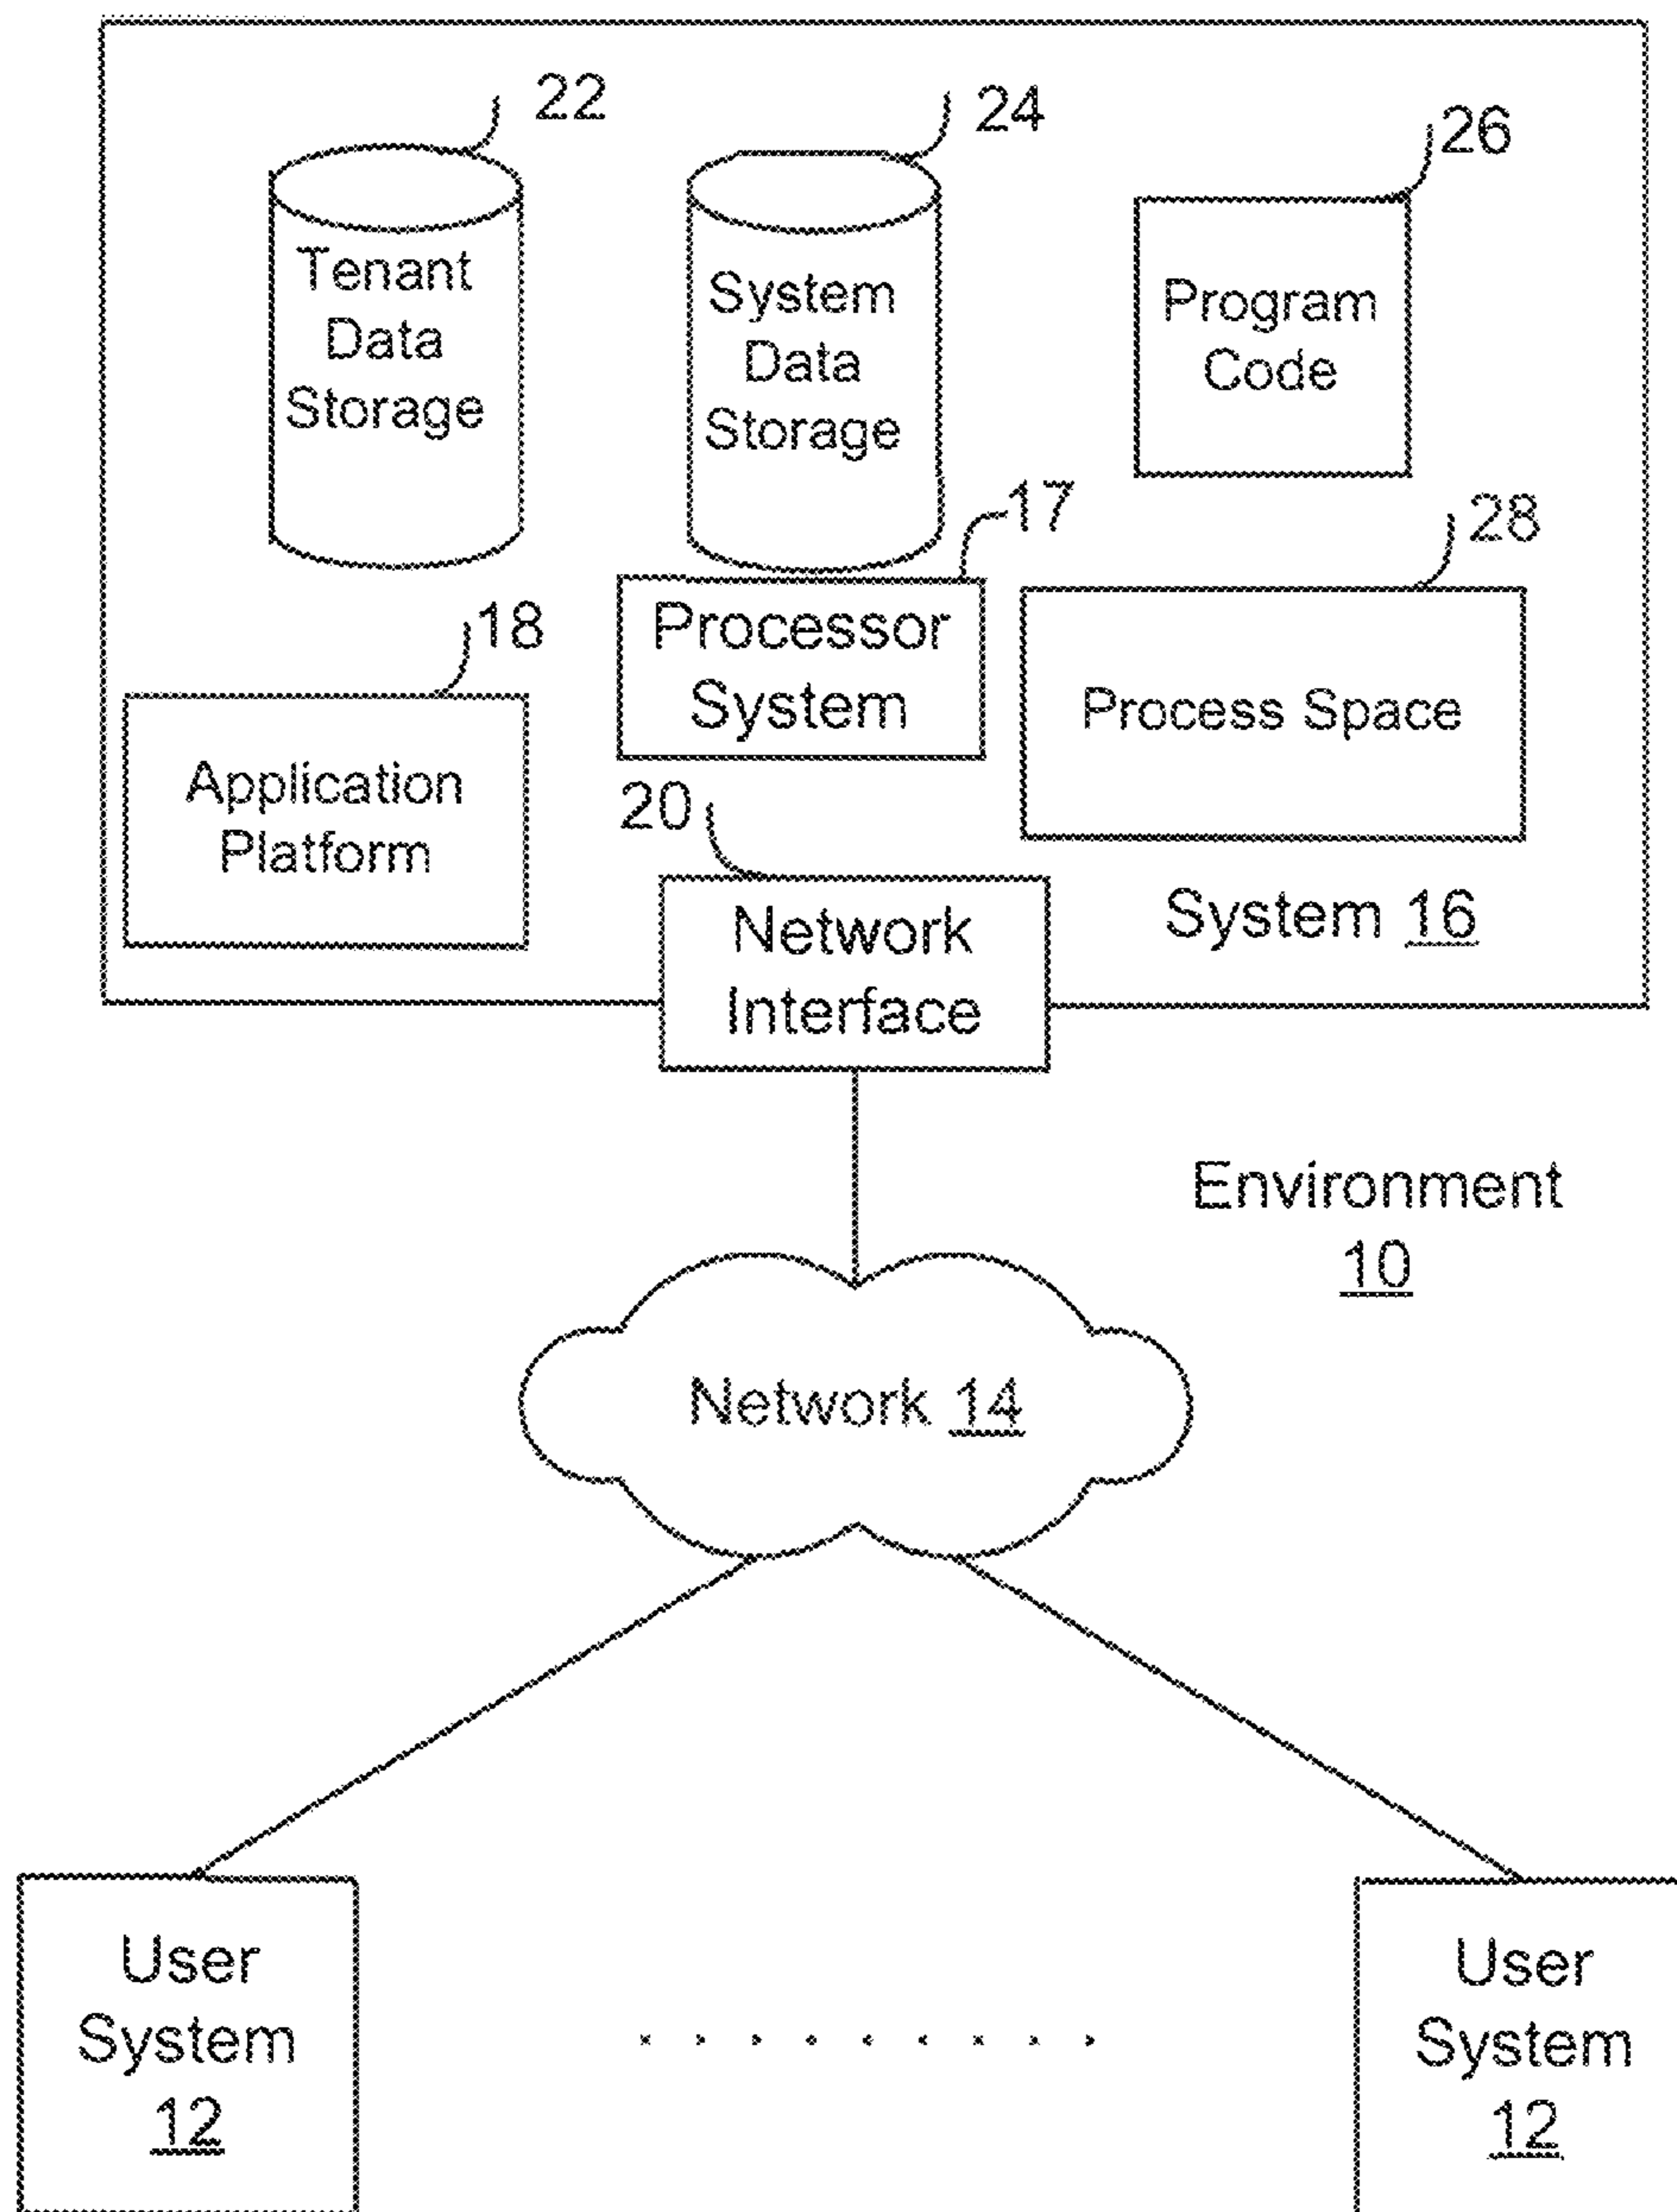 22
24
26
Tenant
Data
Storage
System
Data
Storage
Program
Code
17
28
18
Processor
System
Process Space
Application
Platform
20
Network
Interface
System 16
Environment
10
Network 14
User
System
12
User
System
12